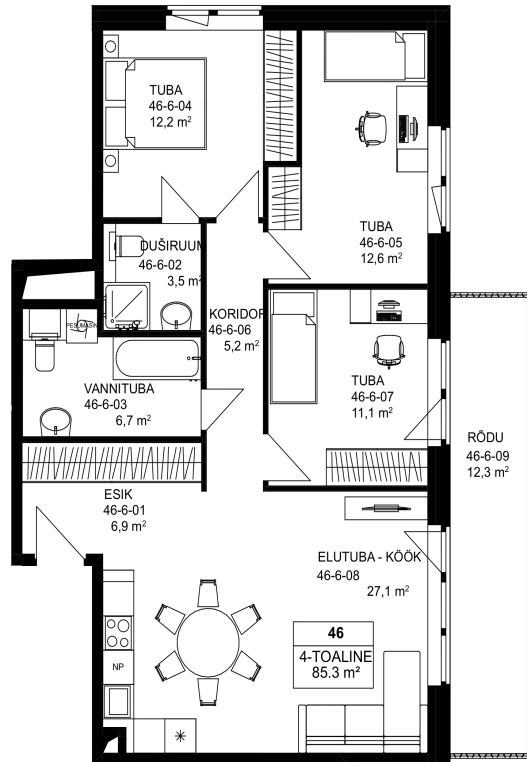 TUBA
46-6-04
12,2 m²
TUBA
46-6-05
12,6 m²
DUŠIRUUM
46-6-02
3,5 m²
KORIDOR
46-6-06
5,2 m²
PESUMASIN
VANNITUBA
46-6-03
6,7 m²
TUBA
46-6-07
11,1 m²
RÕDU
46-6-09
12,3 m²
ESIK
46-6-01
6,9 m²
ELUTUBA - KÖÖK
46-6-08
27,1 m²
NP
46
4-TOALINE
85.3 m²